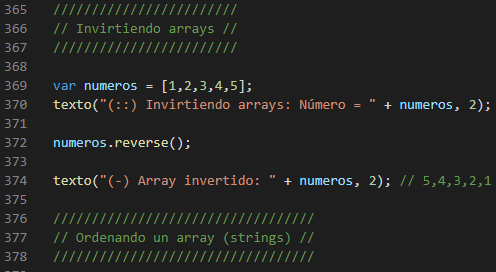 365 ////////////////////////
366 // Invirtiendo arrays //
367 ////////////////////////
368
369 var numeros = [1,2,3,4,5];
370 texto("(::) Invirtiendo arrays: Número = " + numeros, 2);
371
372 numeros.reverse();
373
374 texto("(-) Array invertido: " + numeros, 2); // 5,4,3,2,1
375
376 //////////////////////////////////
377 // Ordenando un array (strings) //
378 //////////////////////////////////